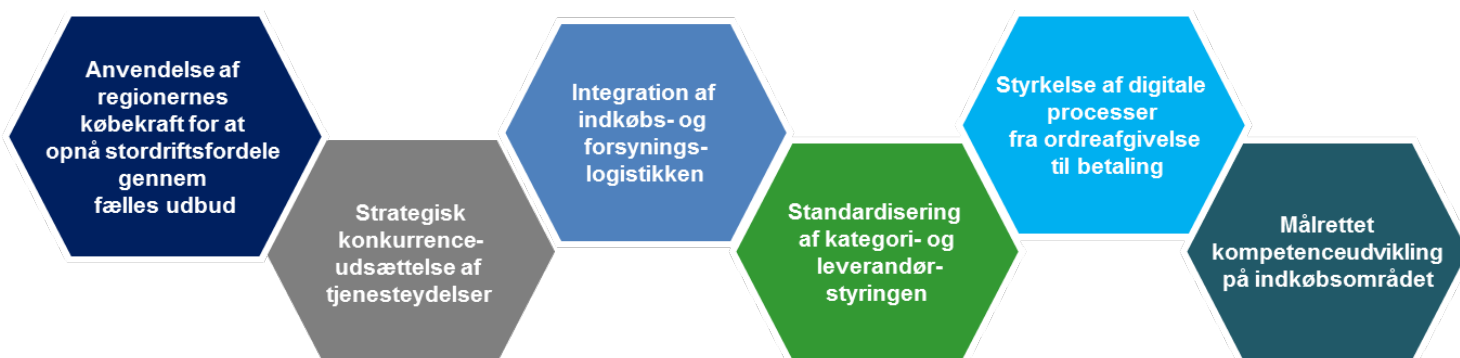 Anvendelse af
regionernes
købekraft for at
opnå stordriftsfordele
gennem
fælles udbud
Strategisk
konkurrence-
udsættelse af
tjenesteydelser
Integration af
indkøbs- og
forsynings-
logistikken
Standardisering
af kategori- og
leverandør-
styringen
Styrkelse af digitale
processer
fra ordreafgivelse
til betaling
Målrettet
kompetenceudvikling
på indkøbsområdet